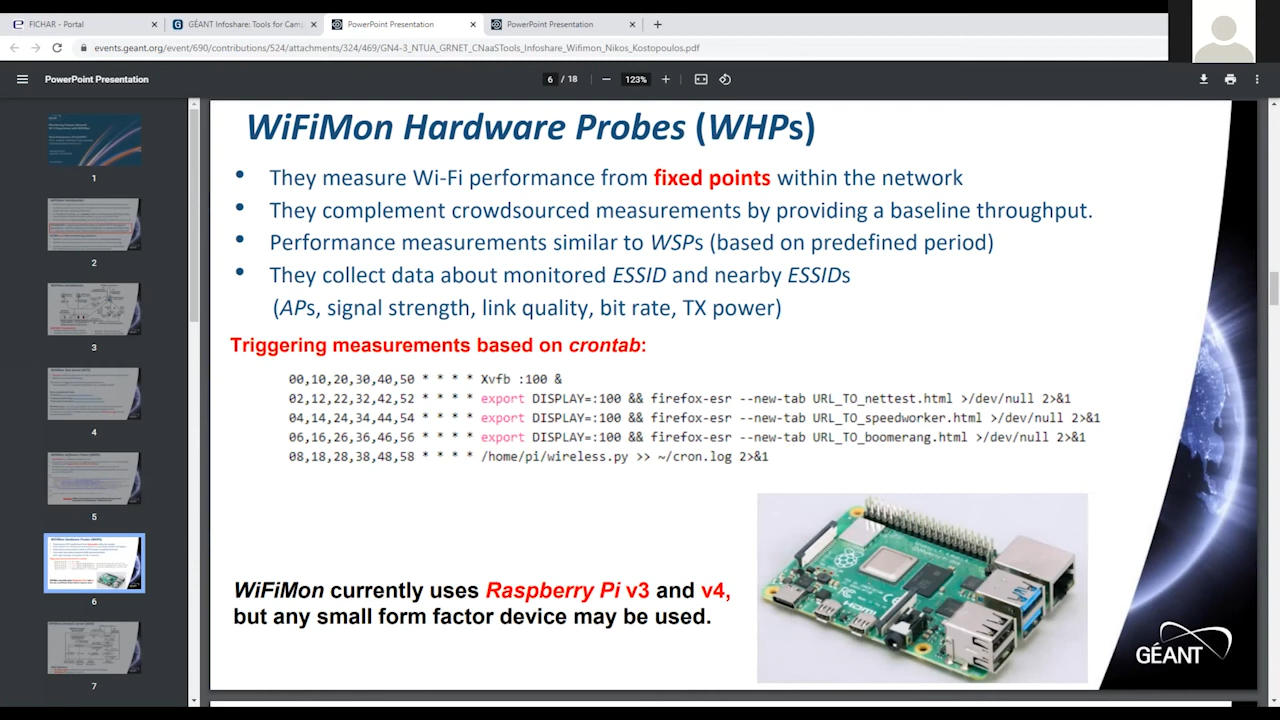 FICHAR - Portal
GÉANT Infoshare: Tools for Cam
PowerPoint Presentation
PowerPoint Presentation
events.geant.org/event/690/contributions/524/attachments/324/469/GN4-3_NTUA_GRNET_CNaaSTools_Infoshare_Wifimon_Nikos_Kostopoulos.pdf
PowerPoint Presentation
6 / 18
123%
1
2
3
4
5
6
7
WiFiMon Hardware Probes (WHPs)
• They measure Wi-Fi performance from fixed points within the network
• They complement crowdsourced measurements by providing a baseline throughput.
• Performance measurements similar to WSPs (based on predefined period)
• They collect data about monitored ESSID and nearby ESSIDs
(APs, signal strength, link quality, bit rate, TX power)
Triggering measurements based on crontab:
00,10,20,30,40,50 * * * * Xvfb :100 &
02,12,22,32,42,52 * * * * export DISPLAY=:100 && firefox-esr --new-tab URL_TO_nettest.html >/dev/null 2>&1
04,14,24,34,44,54 * * * * export DISPLAY=:100 && firefox-esr --new-tab URL_TO_speedworker.html >/dev/null 2>&1
06,16,26,36,46,56 * * * * export DISPLAY=:100 && firefox-esr --new-tab URL_TO_boomerang.html >/dev/null 2>&1
08,18,28,38,48,58 * * * * /home/pi/wireless.py >> ~/cron.log 2>&1
WiFiMon currently uses Raspberry Pi v3 and v4,
but any small form factor device may be used.
HDMI
GÉANT